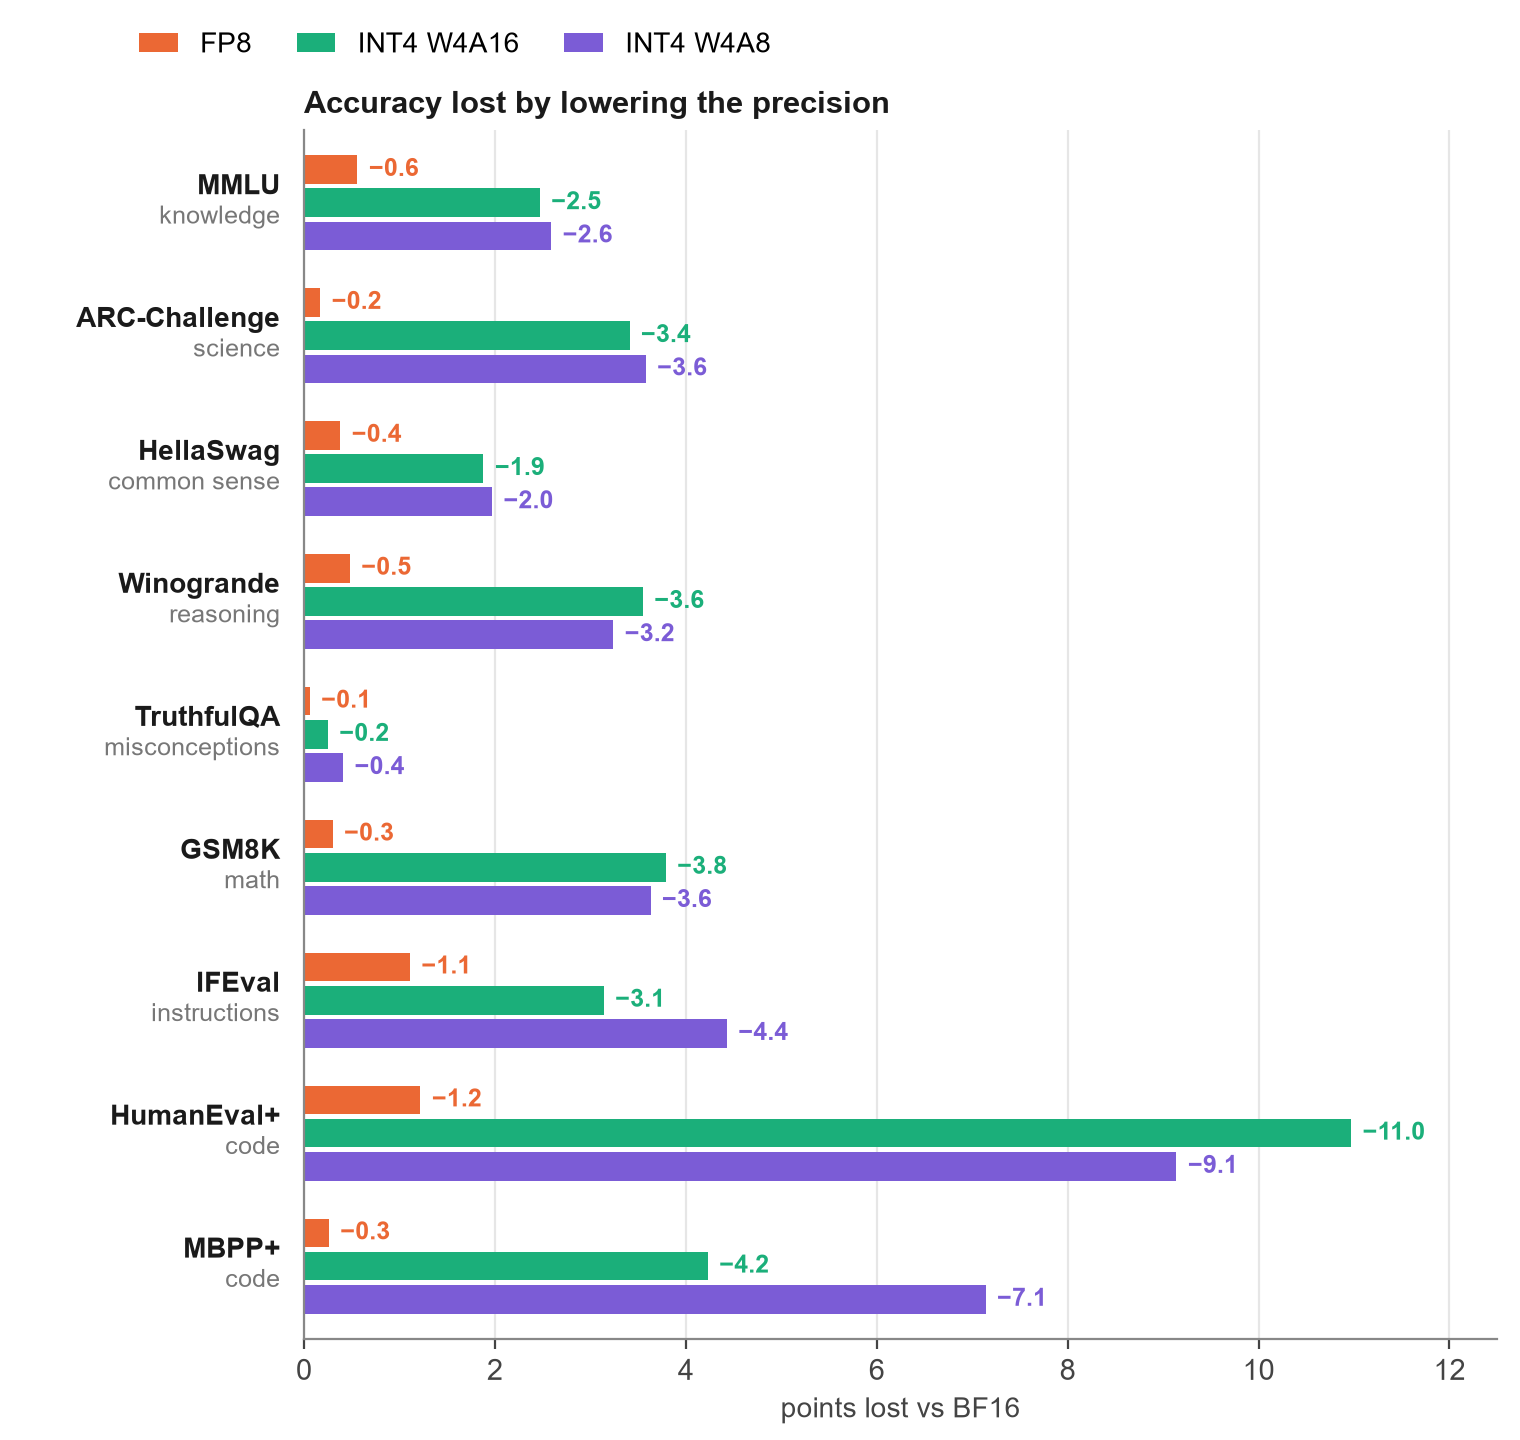 FP8 INT4 W4A16 INT4 W4A8
Accuracy lost by lowering the precision
MMLU
knowledge
−0.6
−2.5
−2.6
ARC-Challenge
science
−0.2
−3.4
−3.6
HellaSwag
common sense
−0.4
−1.9
−2.0
Winogrande
reasoning
−0.5
−3.6
−3.2
TruthfulQA
misconceptions
−0.1
−0.2
−0.4
GSM8K
math
−0.3
−3.8
−3.6
IFEval
instructions
−1.1
−3.1
−4.4
HumanEval+
code
−1.2
−11.0
−9.1
MBPP+
code
−0.3
−4.2
−7.1
0 2 4 6 8 10 12
points lost vs BF16